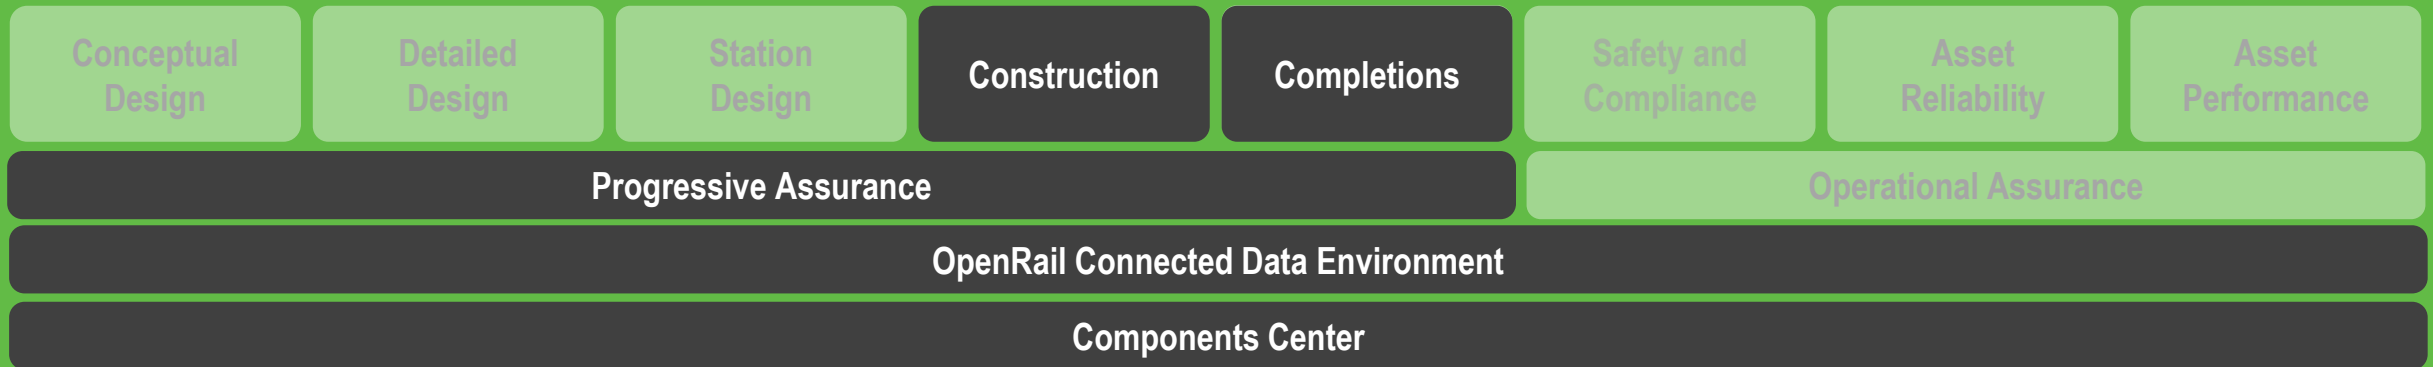 Conceptual
Design
Detailed
Design
Station
Design
Construction
Completions
Safety and
Compliance
Asset
Reliability
Asset
Performance
Progressive Assurance
Operational Assurance
OpenRail Connected Data Environment
Components Center